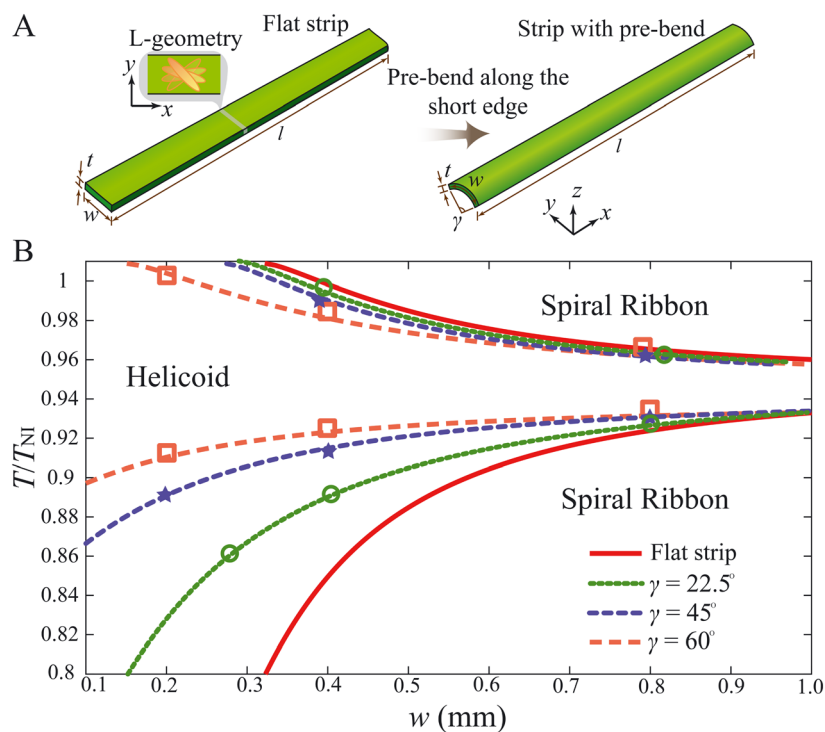 A
L-geometry
Flat strip
Strip with pre-bend
y
x
Pre-bend along the
short edge
l
l
t
w
t
w
γ
z
y
x
B
1
0.98
0.96
0.94
0.92
0.9
0.88
0.86
0.84
0.82
0.8
T/T_NI
Spiral Ribbon
Helicoid
Spiral Ribbon
Flat strip
γ = 22.5°
γ = 45°
γ = 60°
0.1 0.2 0.3 0.4 0.5 0.6 0.7 0.8 0.9 1.0
w (mm)